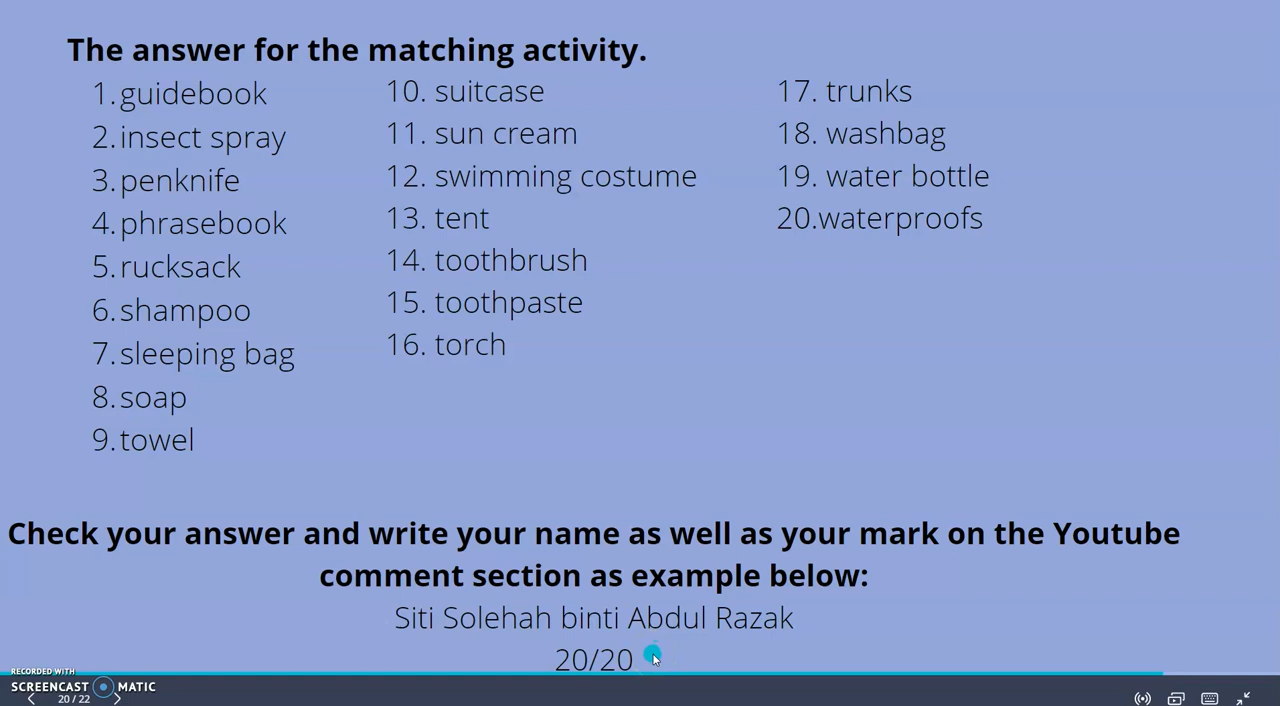 The answer for the matching activity.
1. guidebook
2. insect spray
3. penknife
4. phrasebook
5. rucksack
6. shampoo
7. sleeping bag
8. soap
9. towel
10. suitcase
11. sun cream
12. swimming costume
13. tent
14. toothbrush
15. toothpaste
16. torch
17. trunks
18. washbag
19. water bottle
20.waterproofs
Check your answer and write your name as well as your mark on the Youtube
comment section as example below:
Siti Solehah binti Abdul Razak
20/20
RECORDED WITH
SCREENCAST MATIC
20 / 22